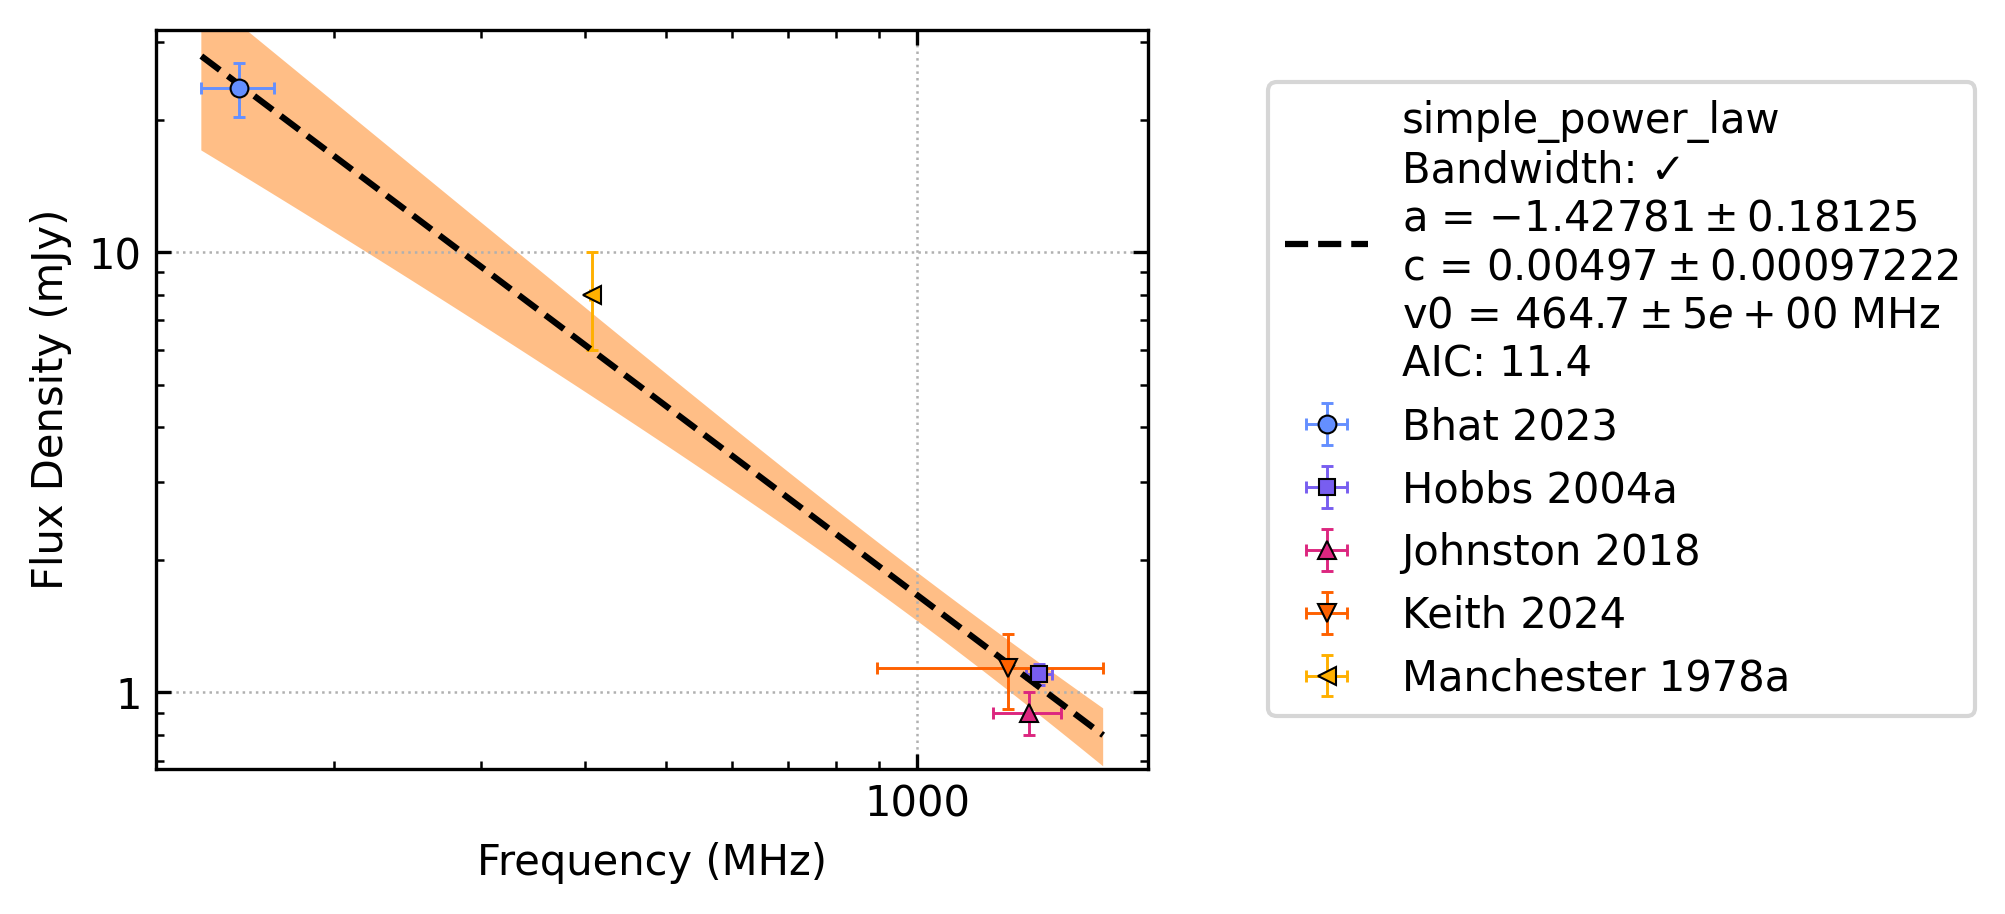 10
1
Flux Density (mJy)
1000
Frequency (MHz)
simple_power_law
Bandwidth: ✓
a = −1.42781 ± 0.18125
c = 0.00497 ± 0.00097222
v0 = 464.7 ± 5e + 00 MHz
AIC: 11.4
Bhat 2023
Hobbs 2004a
Johnston 2018
Keith 2024
Manchester 1978a